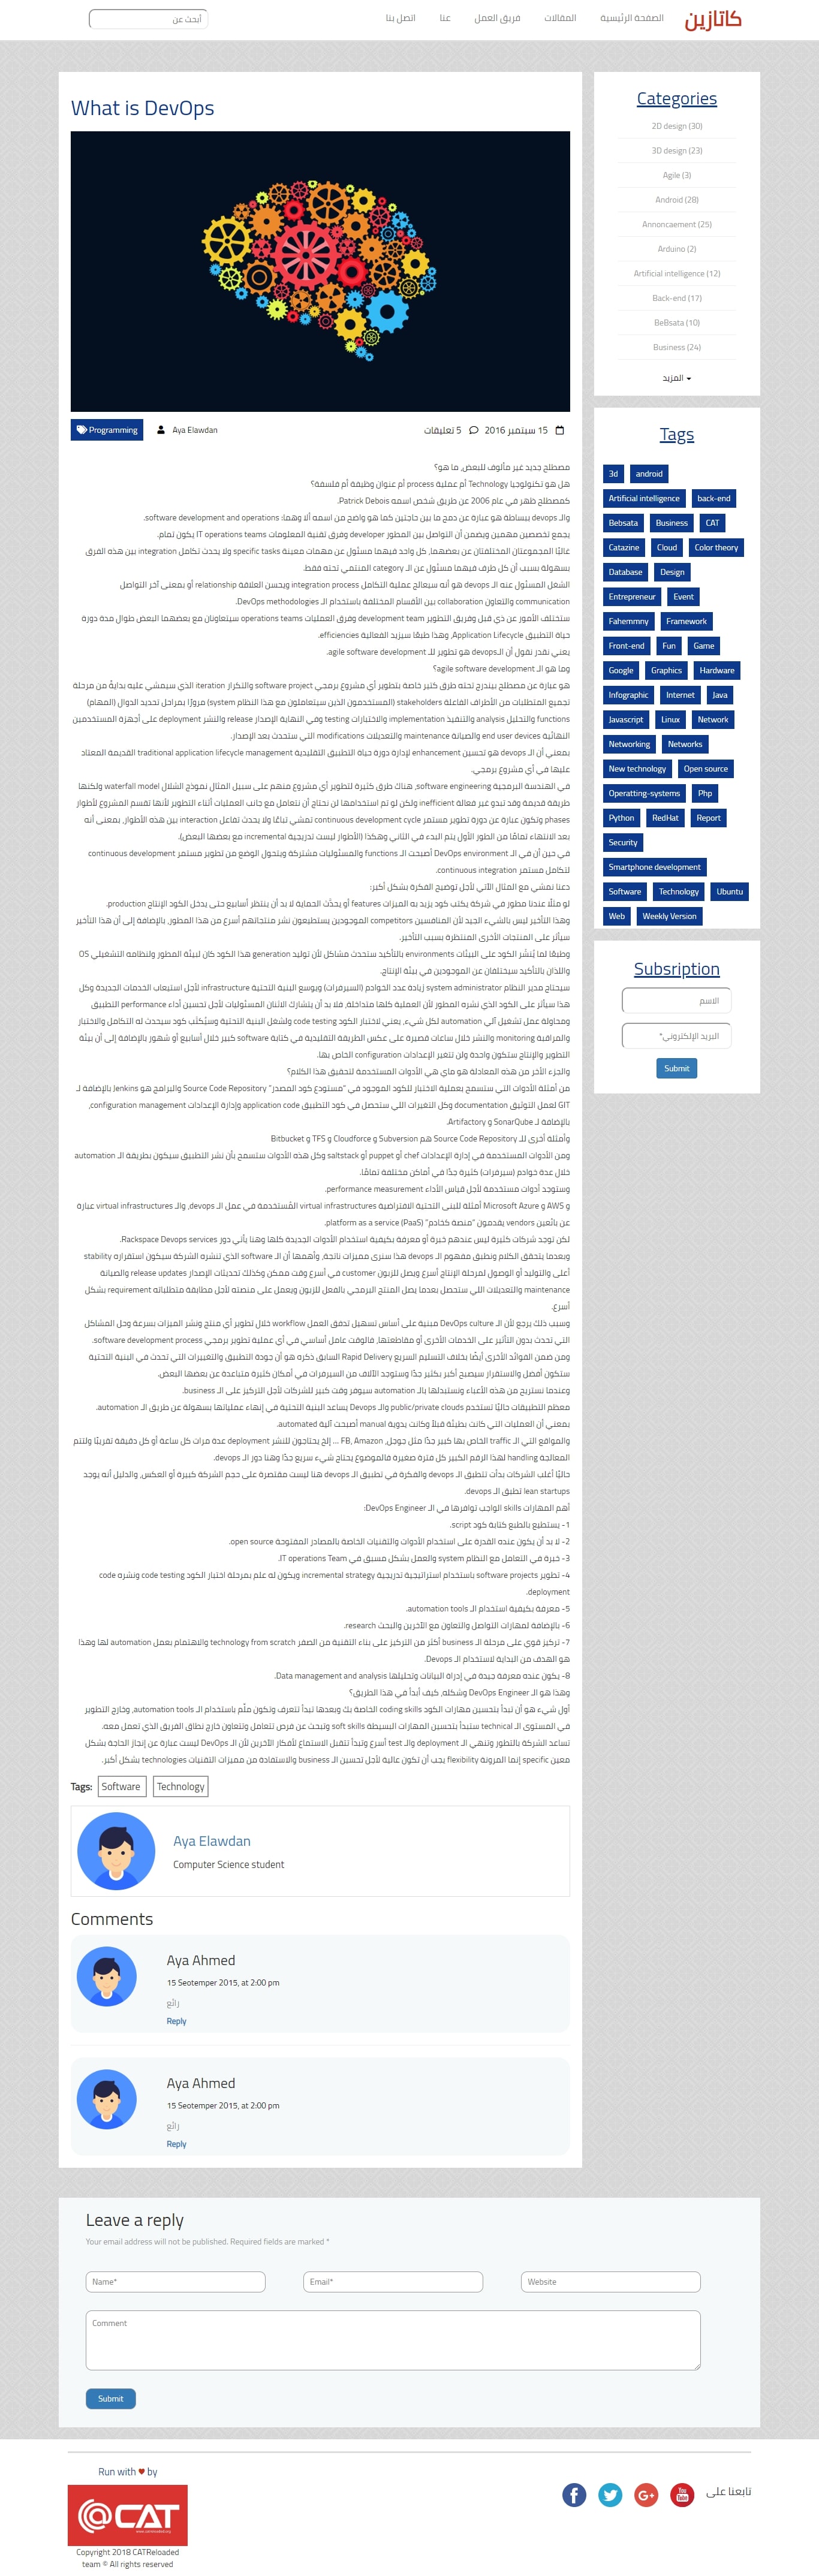 كاتازين
الصفحة الرئيسية
المقالات
فريق العمل
عنا
اتصل بنا
أبحث عن
What is DevOps
Programming
Aya Elawdan
15 سبتمبر 2016
5 تعليقات
مصطلح جديد غير مألوف للبعض، ما هو؟
هل هو تكنولوجيا Technology أم عملية process أم عنوان وظيفة أم فلسفة؟
كمصطلح ظهر في عام 2006 عن طريق شخص اسمه Patrick Debois.
والـ devops ببساطة هو عبارة عن دمج ما بين حاجتين كما هو واضح من اسمه ألا وهما: software development and operations.
يجمع تخصصين مهمين ويضمن أن التواصل بين المطور developer وفرق تقنية المعلومات IT operations teams يكون تمام.
غالبًا المجموعتان المختلفتان عن بعضهما، كل واحد فيهما مسئول عن مهمات معينة specific tasks ولا يحدث تكامل integration بين هذه الفرق
بسهولة بسبب أن كل طرف فيهما مسئول عن الـ category المنتمي تحته فقط.
الشغل المسئول عنه الـ devops هو أنه سيعالج عملية التكامل integration process ويحسن العلاقة relationship أو بمعنى آخر التواصل
communication والتعاون collaboration بين الأقسام المختلفة باستخدام الـ DevOps methodologies.
ستختلف الأمور عن ذي قبل وفريق التطوير development team وفرق العمليات operations teams سيتعاونان مع بعضهما البعض طوال مدة دورة
حياة التطبيق Application Lifecycle، وهذا طبعًا سيزيد الفعالية efficiencies.
يعني نقدر نقول أن الـdevops هو تطوير للـ agile software development.
وما هو الـ agile software development؟
هو عبارة عن مصطلح بيندرج تحته طرق كتيرة خاصة بتطوير أي مشروع برمجي software project والتكرار iteration الذي سيمشي عليه بدايةً من مرحلة
تجميع المتطلبات من الأطراف الفاعلة stakeholders (المستخدمون الذين سيتعاملون مع هذا النظام system) مرورًا بمراحل تحديد الدوال (المهام)
functions والتحليل analysis والتنفيذ implementation والاختبارات testing وفي النهاية الإصدار release والنشر deployment على أجهزة المستخدمين
النهائية end user devices والصيانة maintenance والتعديلات modifications التي ستحدث بعد الإصدار.
بمعني أن الـ devops هو تحسين enhancement لإدارة دورة حياة التطبيق التقليدية traditional application lifecycle management القديمة المعتاد
عليها في أي مشروع برمجي.
في الهندسة البرمجية software engineering، هناك طرق كثيرة لتطوير أي مشروع منهم على سبيل المثال نموذج الشلال waterfall model ولكنها
طريقة قديمة وقد تبدو غير فعالة inefficient ولكن لو تم استخدامها لن نحتاج أن نتعامل مع جانب العمليات أثناء التطوير لأنها تقسم المشروع لأطوار
phases وتكون عبارة عن دورة تطوير مستمر continuous development cycle تمشي تباعًا ولا يحدث تفاعل interaction بين هذه الأطوار، بمعنى أنه
بعد الانتهاء تمامًا من الطور الأول يتم البدء في الثاني وهكذا (الأطوار ليست تدريجية incremental مع بعضها البعض).
في حين أن في الـ DevOps environment أصبحت الـ functions والمسئوليات مشتركة ويتحول الوضع من تطوير مستمر continuous development
لتكامل مستمر continuous integration.
دعنا نمشي مع المثال الآتي لأجل توضيح الفكرة بشكل أكبر:
لو مثلًا عندنا مطور في شركة يكتب كود يزيد به الميزات features أو يحدّث الحماية لا بد أن ينتظر أسابيع حتى يدخل الكود الإنتاج production.
وهذا التأخير ليس بالشيء الجيد لأن المنافسين competitors الموجودين يستطيعون نشر منتجاتهم أسرع من هذا المطور، بالإضافة إلى أن هذا التأخير
سيأثر على المنتجات الأخرى المنتظرة بسبب التأخير.
وطبعًا لما يُنشَر الكود على البيئات environments بالتأكيد ستحدث مشاكل لأن توليد generation هذا الكود كان لبيئة المطور ولنظامه التشغيلي OS
واللذان بالتأكيد سيختلفان عن الموجودين في بيئة الإنتاج.
سيحتاج مدير النظام system administrator زيادة عدد الخوادم (السيرفرات) ويوسع البنية التحتية infrastructure لأجل استيعاب الخدمات الجديدة وكل
هذا سيأثر على الكود الذي نشره المطور لأن العملية كلها متداخلة، فلا بد أن يتشارك الاثنان المسئوليات لأجل تحسين أداء performance التطبيق
ومحاولة عمل تشغيل آلي automation لكل شيء، يعني لاختبار الكود code testing ولشغل البنية التحتية وسيُكتَب كود سيحدث له التكامل والاختبار
والمراقبة monitoring والنشر خلال ساعات قصيرة على عكس الطريقة التقليدية في كتابة software كبير خلال أسابيع أو شهور بالإضافة إلى أن بيئة
التطوير والإنتاج ستكون واحدة ولن تتغير الإعدادات configuration الخاص بها.
والجزء الآخر من هذه المعادلة هو ماهي هي الأدوات المستخدمة لتحقيق هذا الكلام؟
من أمثلة الأدوات التي ستسمح بعملية الاختبار للكود الموجود في "مستودع كود المصدر" Source Code Repository والبرامج هو Jenkins بالإضافة لـ
GIT لعمل التوثيق documentation وكل التغيرات اللي ستحصل في كود التطبيق application code وإدارة الإعدادات configuration management،
بالإضافة لـ SonarQube و Artifactory.
وأمثلة أخرى للـ Source Code Repository هم Subversion و Cloudforce و TFS و Bitbucket
ومن الأدوات المستخدمة في إدارة الإعدادات chef أو puppet أو saltstack وكل هذه الأدوات ستسمح بأن نشر التطبيق سيكون بطريقة الـ automation
خلال عدة خوادم (سيرفرات) كثيرة جدًا في أماكن مختلفة تمامًا.
وستوجد أدوات مستخدمة لأجل قياس الأداء performance measurement.
و AWS و Microsoft Azure أمثلة للبنى التحتية الافتراضية virtual infrastructures المُستخدمة في عمل الـ devops، والـ virtual infrastructures عبارة
عن بائعين vendors يقدمون "منصة كخادم" platform as a service (PaaS).
لكن توجد شركات كثيرة ليس عندهم خبرة أو معرفة بكيفية استخدام الأدوات الجديدة كلها وهنا يأتي دور Rackspace Devops services.
وبعدما يتحقق الكلام ونطبق مفهوم الـ devops هذا سنرى مميزات ناتجة، وأهمها أن الـ software الذي تنشره الشركة سيكون استقراره stability
أعلى والتوليد أو الوصول لمرحلة الإنتاج أسرع ويصل للزبون customer في أسرع وقت ممكن وكذلك تحديثات الإصدار release updates والصيانة
maintenance والتعديلات اللي ستحصل بعدما يصل المنتج البرمجي بالفعل للزبون ويعمل على منصته لأجل مطابقة متطلباته requirement بشكل
أسرع.
وسبب ذلك يرجع لأن الـ DevOps culture مبنية على أساس تسهيل تدفق العمل workflow خلال تطوير أي منتج ونشر الميزات بسرعة وحل المشاكل
التي تحدث بدون التأثير على الخدمات الأخرى أو مقاطعتها، فالوقت عامل أساسي في أي عملية تطوير برمجي software development process.
ومن ضمن الفوائد الأخرى أيضًا بخلاف التسليم السريع Rapid Delivery السابق ذكره هو أن جودة التطبيق والتغييرات التي تحدث في البنية التحتية
ستكون أفضل والاستقرار سيصبح أكبر بكثير جدًا وستوجد الآلاف من السيرفرات في أمكان كثيرة متباعدة عن بعضها البعض.
وعندما نستريح من هذه الأعباء ونستبدلها بالـ automation سيوفر وقت كبير للشركات لأجل التركيز على الـ business.
معظم التطبيقات حاليًا تستخدم public/private clouds والـ Devops يساعد البنية التحتية في إنهاء عملياتها بسهولة عن طريق الـ automation.
بمعني أن العمليات التي كانت بطيئة قبلا وكانت يدوية manual أصبحت آلية automated.
والمواقع التي الـ traffic الخاص بها كبير جدًا مثل جوجل، FB, Amazon ... إلخ يحتاجون للنشر deployment عدة مرات كل ساعة أو كل دقيقة تقريبًا ولتتم
المعالجة handling لهذا الرقم الكبير كل فترة صغيرة فالموضوع يحتاج شيء سريع جدًا وهنا دور الـ devops.
حاليًا أغلب الشركات بدأت تتطبق الـ devops والفكرة في تطبيق الـ devops هنا ليست مقتصرة على حجم الشركة كبيرة أو العكس، والدليل أنه يوجد
lean startups تطبق الـ devops.
أهم المهارات skills الواجب توافرها في الـ DevOps Engineer:
1- يستطيع بالطبع كتابة كود script.
2- لا بد أن يكون عنده القدرة على استخدام الأدوات والتقنيات الخاصة بالمصادر المفتوحة open source.
3- خبرة في التعامل مع النظام system والعمل بشكل مسبق في IT operations Team.
4- تطوير software projects باستخدام استراتيجية تدريجية incremental strategy ويكون له علم بمرحلة اختبار الكود code testing ونشره code
deployment.
5- معرفة بكيفية استخدام الـ automation tools.
6- بالإضافة لمهارات التواصل والتعاون مع الآخرين والبحث research.
7- تركيز قوي على مرحلة الـ business أكثر من التركيز على بناء التقنية من الصفر technology from scratch والاهتمام بعمل automation لها وهذا
هو الهدف من البداية لاستخدام الـ Devops.
8- يكون عنده معرفة جيدة في إدراة البيانات وتحليلها Data management and analysis.
وهذا هو الـ DevOps Engineer وشكله، كيف أبدأ في هذا الطريق؟
أول شيء هو أن تبدأ بتحسين مهارات الكود coding skills الخاصة بك وبعدها تبدأ تتعرف وتكون ملّم باستخدام الـ automation tools، وخارج التطوير
في المستوى الـ technical ستبدأ بتحسين المهارات البسيطة soft skills وتبحث عن فرص تتعامل وتتعاون خارج نطاق الفريق الذي تعمل معه.
تساعد الشركة بالتطوير وتنهي الـ deployment والـ test أسرع وتبدأ تتقبل الاستماع لأفكار الآخرين لأن الـ DevOps ليست عبارة عن إنجاز الحاجة بشكل
معين specific إنما المرونة flexibility يجب أن تكون عالية لأجل تحسين الـ business والاستفادة من مميزات التقنيات technologies بشكل أكبر.
Tags: Software Technology
Aya Elawdan
Computer Science student
Comments
Aya Ahmed
15 Seotemper 2015, at 2:00 pm
رائع
Reply
Aya Ahmed
15 Seotemper 2015, at 2:00 pm
رائع
Reply
Categories
2D design (30)
3D design (23)
Agile (3)
Android (28)
Annoncaement (25)
Arduino (2)
Artificial intelligence (12)
Back-end (17)
BeBsata (10)
Business (24)
المزيد
Tags
3d android
Artificial intelligence back-end
Bebsata Business CAT
Catazine Cloud Color theory
Database Design
Entrepreneur Event
Fahemmny Framework
Front-end Fun Game
Google Graphics Hardware
Infographic Internet Java
Javascript Linux Network
Networking Networks
New technology Open source
Operatting-systems Php
Python RedHat Report
Security
Smartphone development
Software Technology Ubuntu
Web Weekly Version
Subsription
الاسم
البريد الإلكتروني*
Submit
Leave a reply
Your email address will not be published. Required fields are marked *
Name* Email* Website
Comment
Submit
Run with by
@CAT
Copyright 2018 CATReloaded
team © All rights reserved
تابعنا على
You
Tube